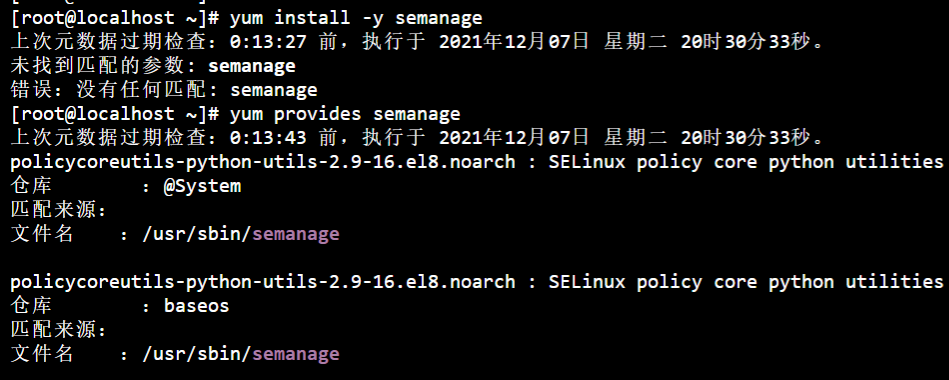 [root@localhost ~]# yum install -y semanage
上次元数据过期检查：0:13:27 前，执行于 2021年12月07日 星期二 20时30分33秒。
未找到匹配的参数: semanage
错误：没有任何匹配: semanage
[root@localhost ~]# yum provides semanage
上次元数据过期检查：0:13:43 前，执行于 2021年12月07日 星期二 20时30分33秒。
policycoreutils-python-utils-2.9-16.el8.noarch : SELinux policy core python utilities
仓库        ：@System
匹配来源：
文件名    ：/usr/sbin/semanage

policycoreutils-python-utils-2.9-16.el8.noarch : SELinux policy core python utilities
仓库        ：baseos
匹配来源：
文件名    ：/usr/sbin/semanage